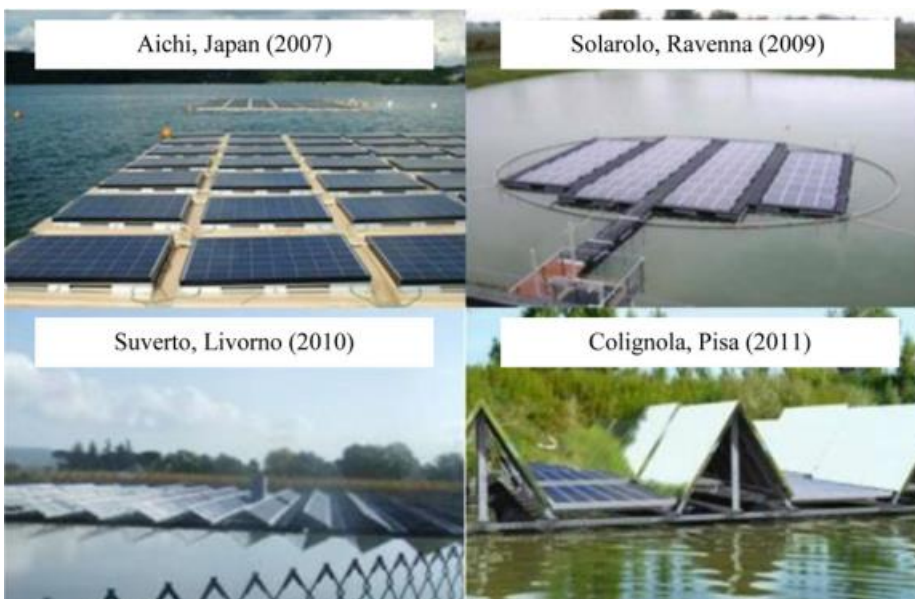 Aichi, Japan (2007)
Solarolo, Ravenna (2009)
Suverto, Livorno (2010)
Colignola, Pisa (2011)